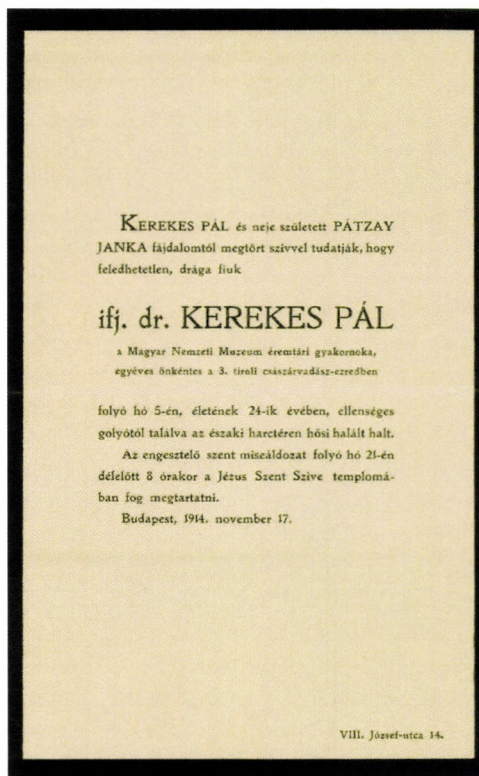 KEREKES PÁL és neje született PÁTZAY
JANKA fájdalomtól megtört szivvel tudatják, hogy
feledhetetlen, drága fiuk
ifj. dr. KEREKES PÁL
a Magyar Nemzeti Muzeum éremtári gyakornoka,
egyéves önkéntes a 3. tiroli császárvadász-ezredben
folyó hó 5-én, életének 24-ik évében, ellenséges
golyótól találva az északi harctéren hősi halált halt.
Az engesztelő szent miseáldozat folyó hó 21-én
délelőtt 8 órakor a Jézus Szent Szive templomá-
ban fog megtartatni.
Budapest, 1914. november 17.
VIII. József-utca 14.